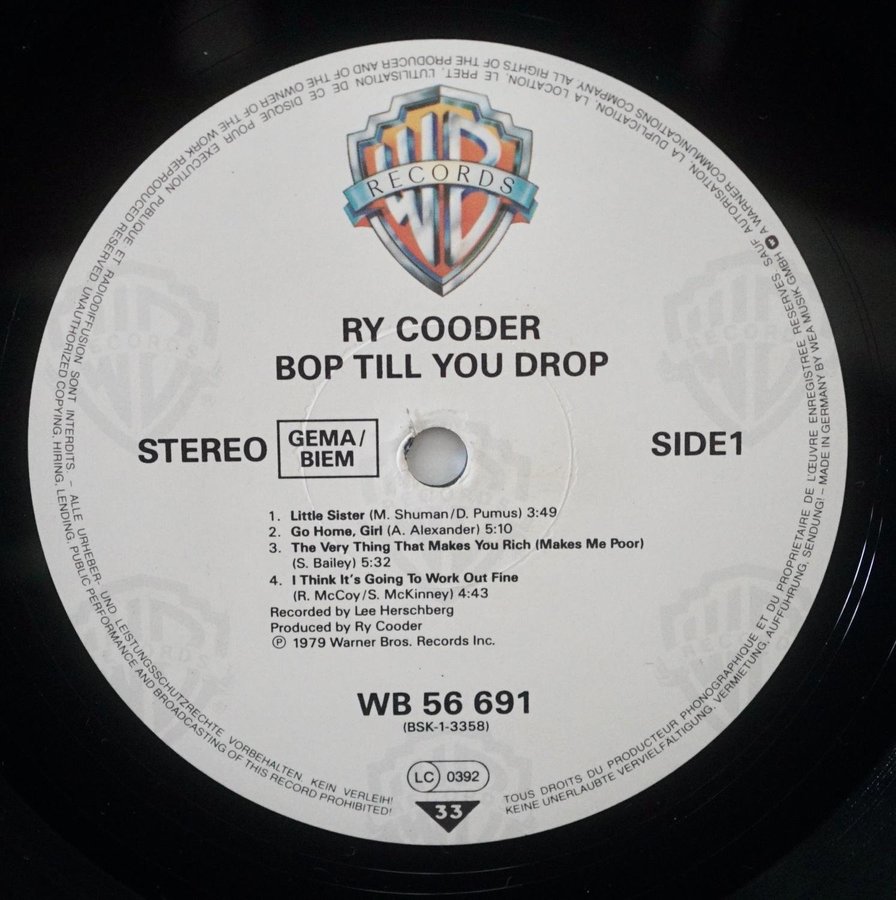 WB
RECORDS
RY COODER
BOP TILL YOU DROP
STEREO
GEMA/
BIEM
SIDE1
1. Little Sister (M. Shuman/D. Pumus) 3:49
2. Go Home, Girl (A. Alexander) 5:10
3. The Very Thing That Makes You Rich (Makes Me Poor)
(S. Bailey) 5:32
4. I Think It's Going To Work Out Fine
(R. McCoy/S. McKinney) 4:43
Recorded by Lee Herschberg
Produced by Ry Cooder
Ⓟ 1979 Warner Bros. Records Inc.
WB 56 691
(BSK-1-3358)
LC 0392
33
TOUS DROITS DU PRODUCTEUR PHONOGRAPHIQUE ET DU PROPRIETAIRE DE L'ŒUVRE ENREGISTREE RESERVES. SAUF AUTORISATION, LA DUPLICATION, LA LOCATION, LE PRET, L'UTILISATION DE CE DISQUE POUR EXECUTION PUBLIQUE ET RADIODIFFUSION SONT INTERDITS. – ALLE URHEBER- UND LEISTUNGSSCHUTZRECHTE VORBEHALTEN. KEIN VERLEIH!
KEINE UNERLAUBTE VERVIELFÄLTIGUNG, VERMIETUNG, AUFFÜHRUNG, SENDUNG! – MADE IN GERMANY BY WEA MUSIK GMBH A WARNER COMMUNICATIONS COMPANY. ALL RIGHTS OF THE PRODUCER AND OF THE OWNER OF THE WORK REPRODUCED RESERVED UNAUTHORIZED COPYING, HIRING, LENDING, PUBLIC PERFORMANCE AND BROADCASTING OF THIS RECORD PROHIBITED!